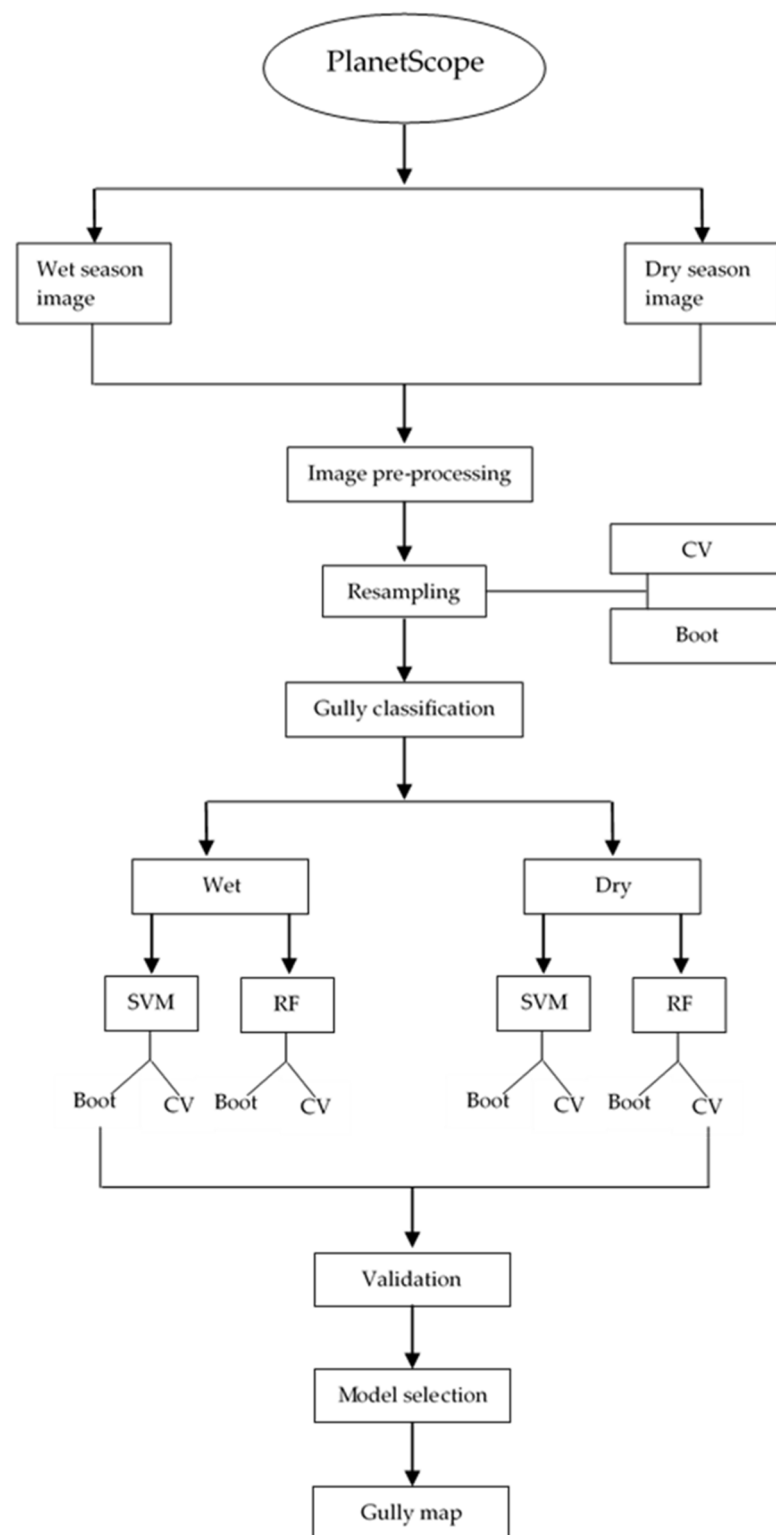 PlanetScope
Wet season
image
Dry season
image
Image pre-processing
CV
Resampling
Boot
Gully classification
Wet
Dry
SVM
RF
SVM
RF
Boot
CV
Boot
CV
Boot
CV
Boot
CV
Validation
Model selection
Gully map